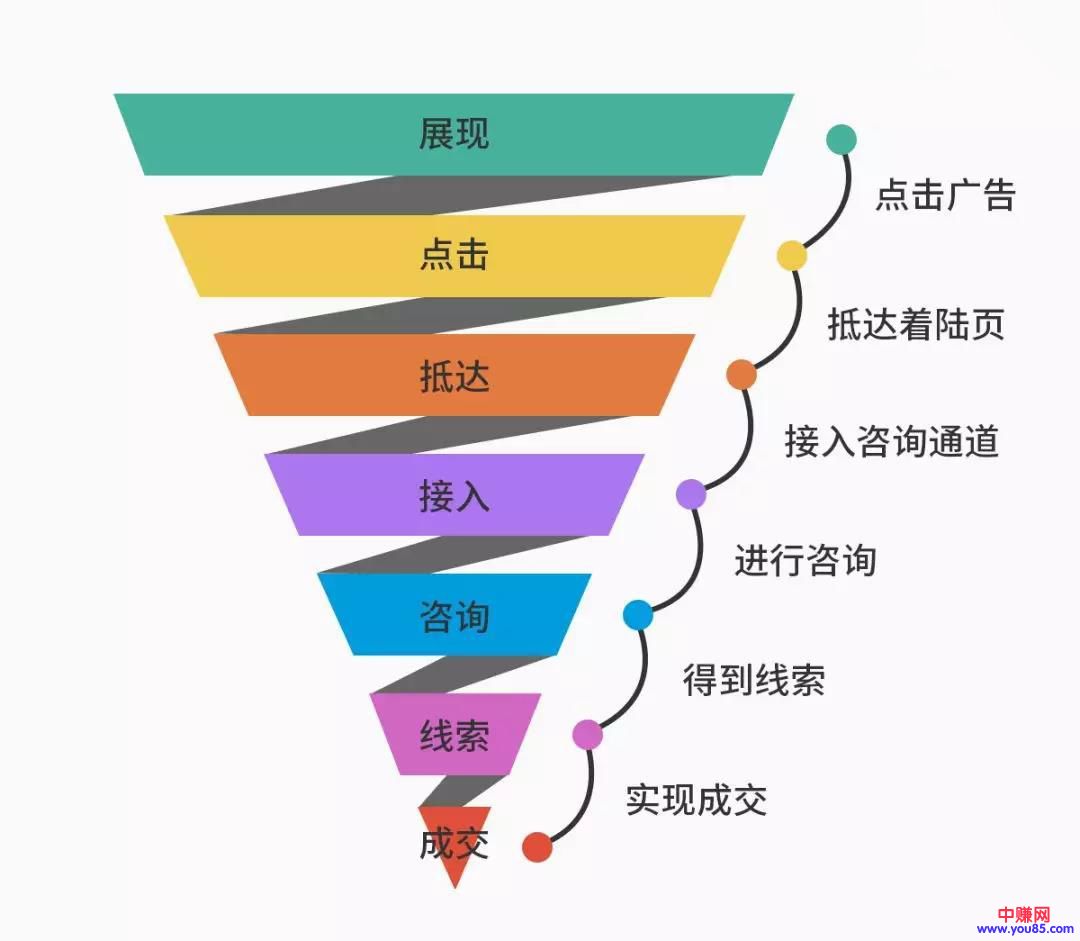 展现
点击广告
点击
抵达着陆页
抵达
接入咨询通道
接入
进行咨询
咨询
得到线索
线索
实现成交
成交
中赚网
www.you85.com